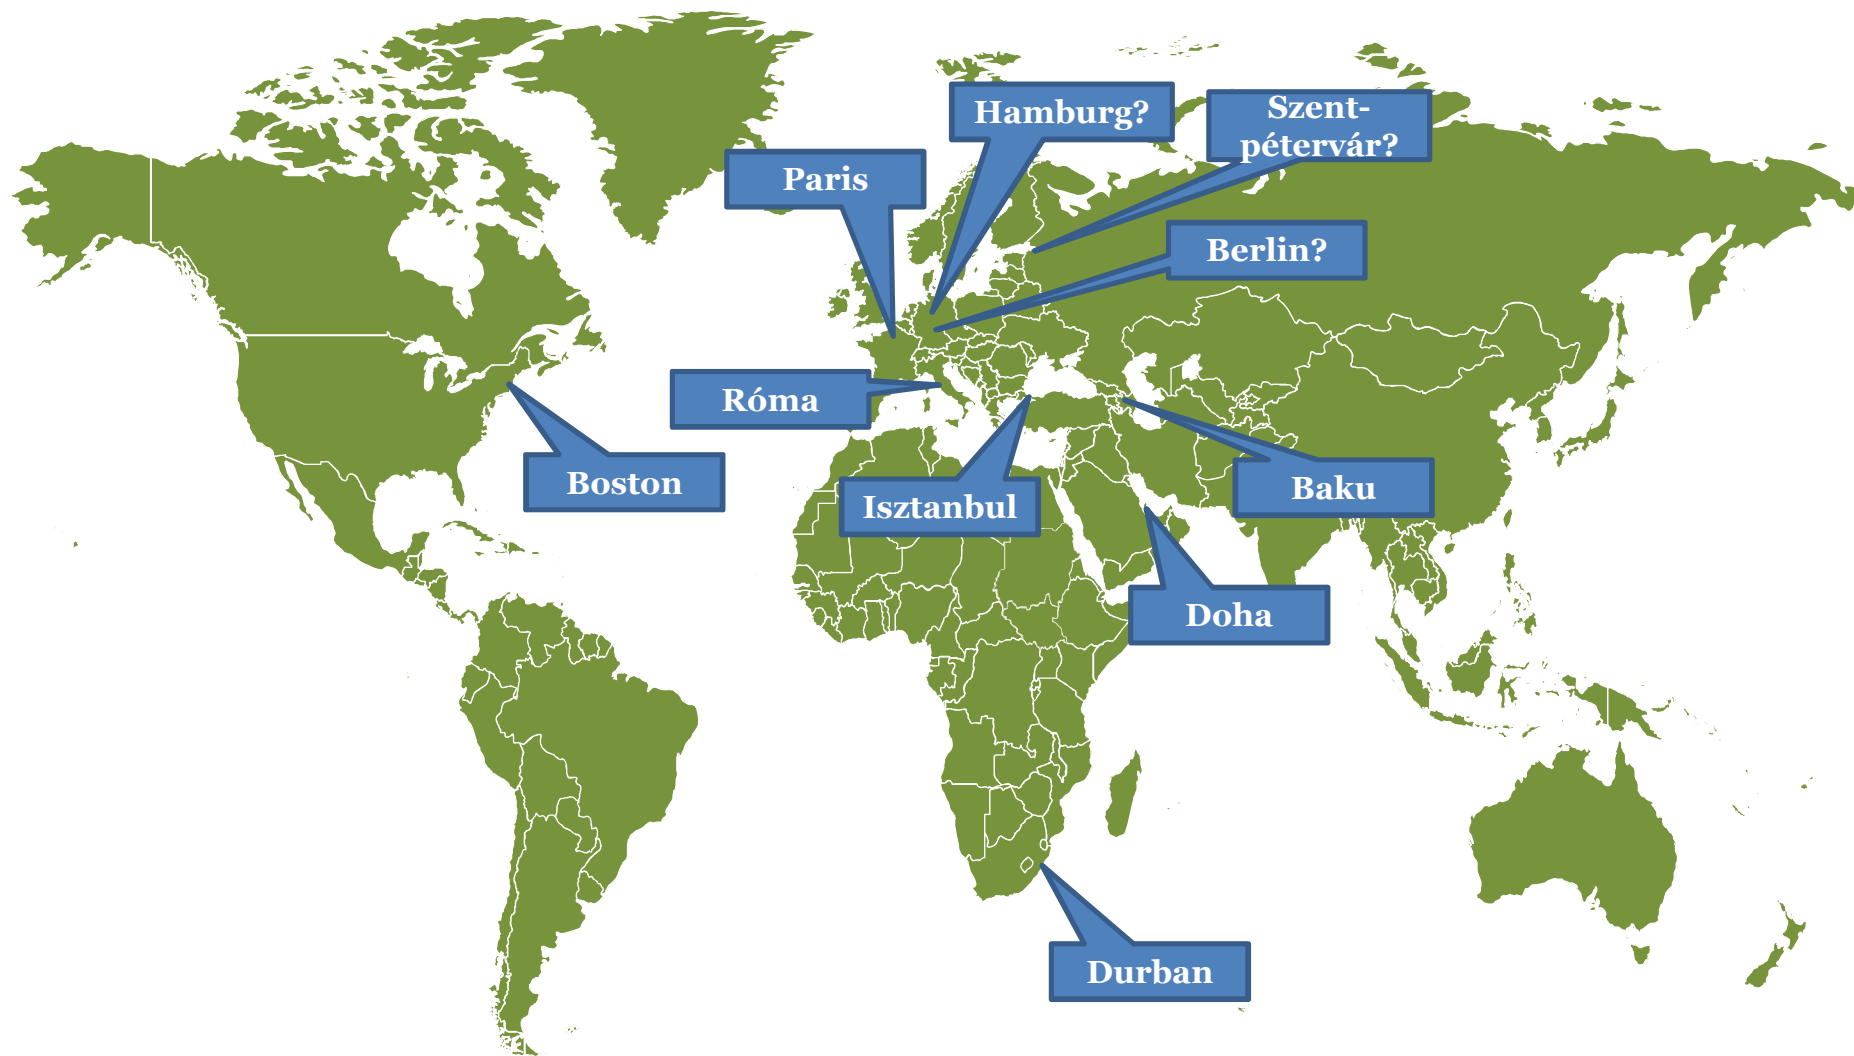 Hamburg?
Szent-
pétervár?
Paris
Berlin?
Róma
Boston
Isztanbul
Baku
Doha
Durban